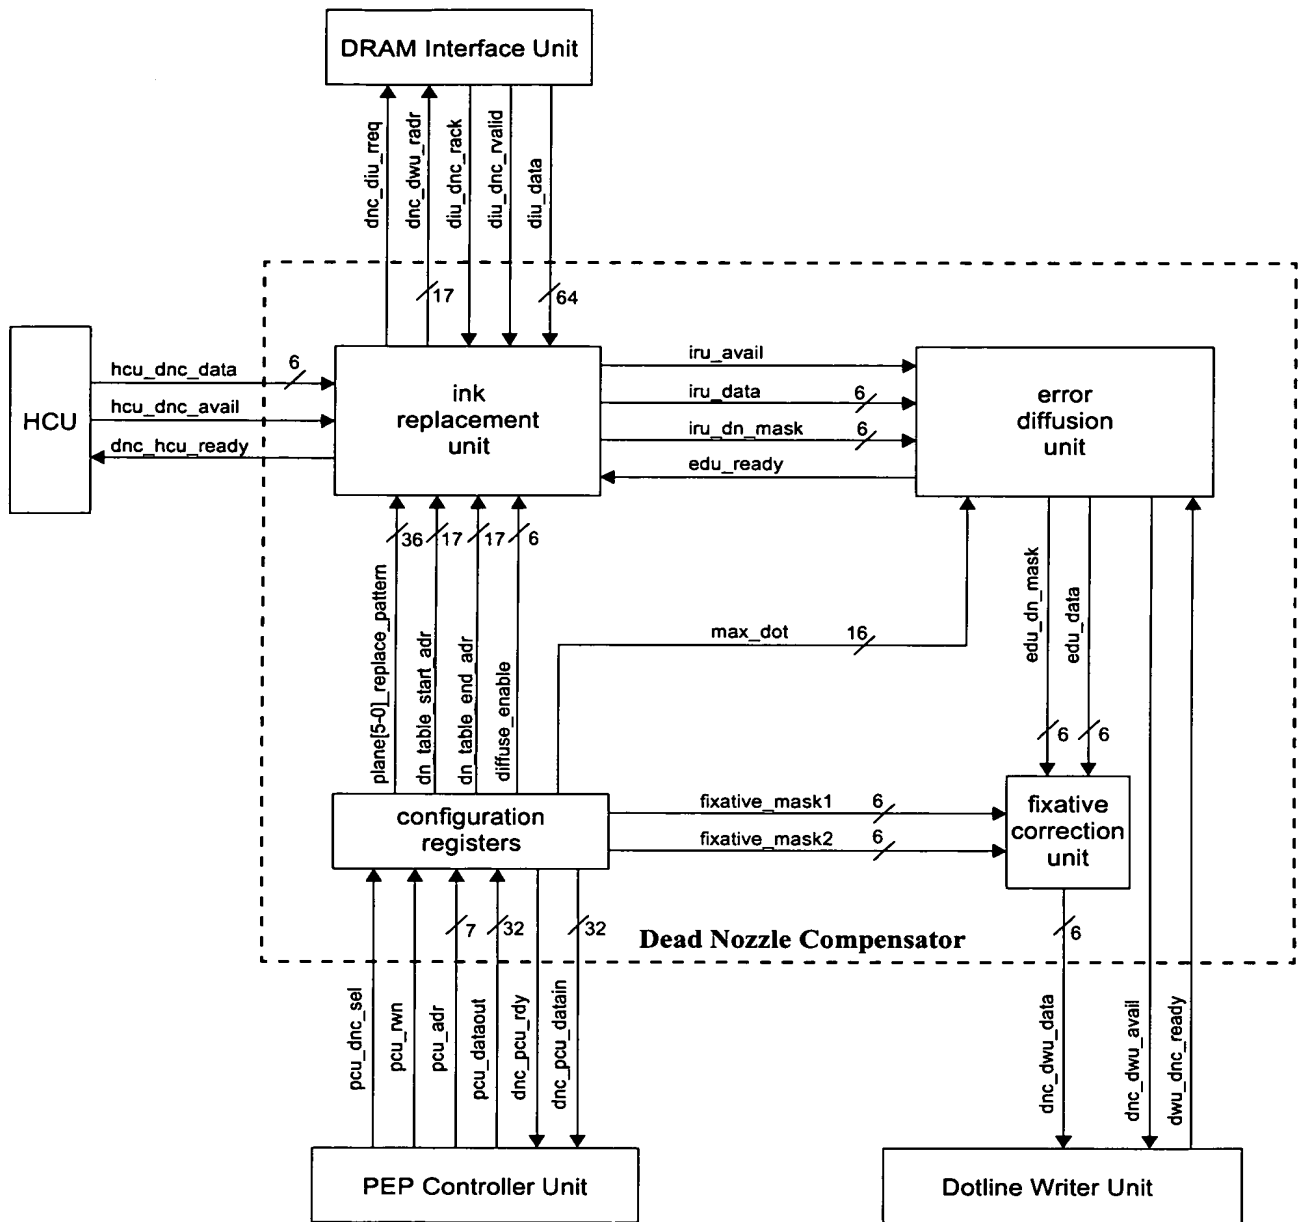 DRAM Interface Unit
dnc_diu_rreq
dnc_dwu_radr
diu_dnc_rack
diu_dnc_rvalid
diu_data
17
64
HCU
hcu_dnc_data
6
hcu_dnc_avail
dnc_hcu_ready
ink
replacement
unit
iru_avail
iru_data
6
iru_dn_mask
6
edu_ready
error
diffusion
unit
36
17
17
6
plane[5-0]_replace_pattern
dn_table_start_adr
dn_table_end_adr
diffuse_enable
max_dot
16
edu_dn_mask
edu_data
6
6
configuration
registers
fixative_mask1
6
fixative_mask2
6
fixative
correction
unit
7
32
32
Dead Nozzle Compensator
6
pcu_dnc_sel
pcu_rwn
pcu_adr
pcu_dataout
dnc_pcu_rdy
dnc_pcu_datain
dnc_dwu_data
dnc_dwu_avail
dwu_dnc_ready
PEP Controller Unit
Dotline Writer Unit